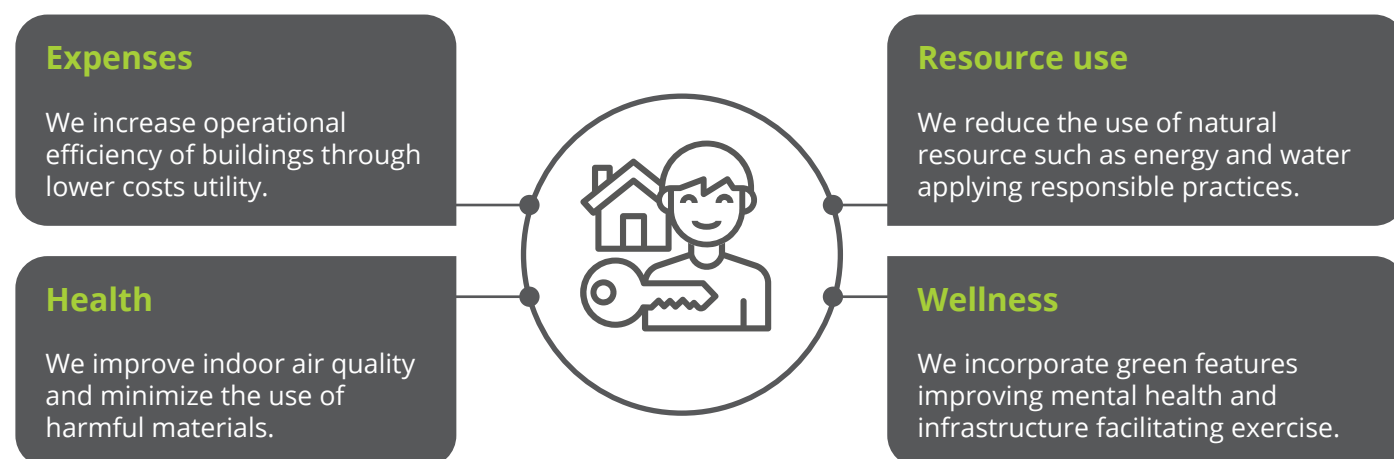 Expenses
We increase operational
efficiency of buildings through
lower costs utility.
Resource use
We reduce the use of natural
resource such as energy and water
applying responsible practices.
Health
We improve indoor air quality
and minimize the use of
harmful materials.
Wellness
We incorporate green features
improving mental health and
infrastructure facilitating exercise.